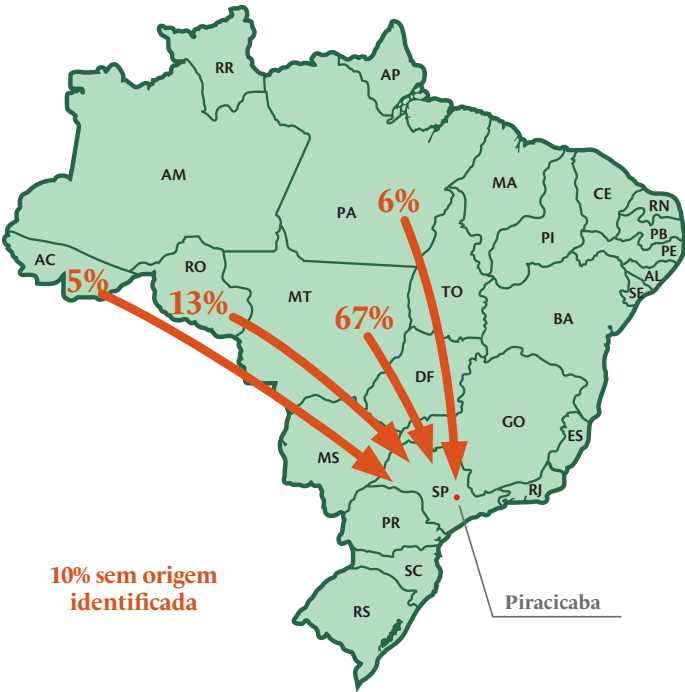 RR
AP
AM
PA
6%
MA
CE
RN
PB
PE
PI
AL
SE
AC
5%
RO
13%
MT
67%
TO
BA
DF
GO
ES
MS
SP
RJ
PR
SC
RS
10% sem origem
identificada
Piracicaba